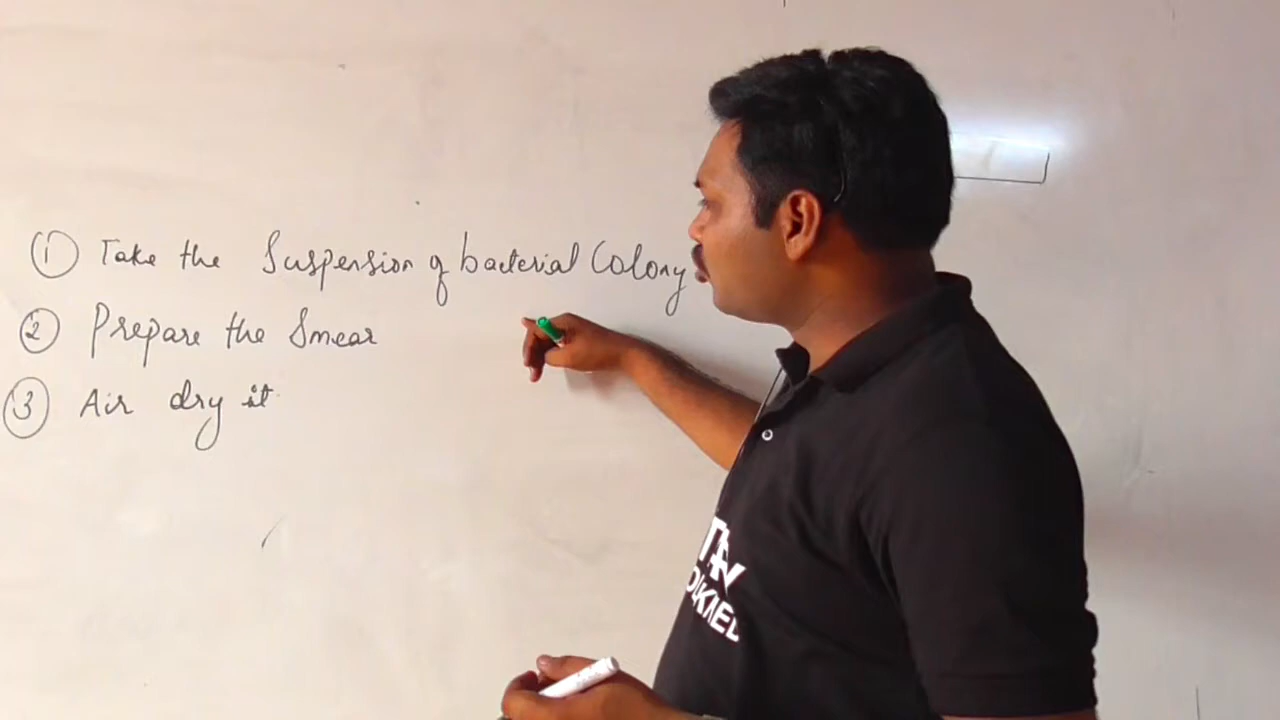 ① Take the Suspension of bacterial Colony
② Prepare the Smear
③ Air dry it